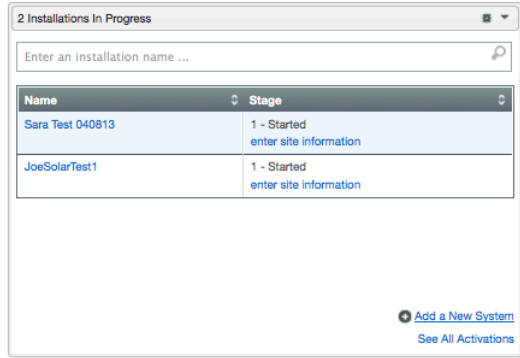 2 Installations In Progress
Enter an installation name ...
Name Stage
Sara Test 040813 1 - Started
enter site information
JoeSolarTest1 1 - Started
enter site information
Add a New System
See All Activations